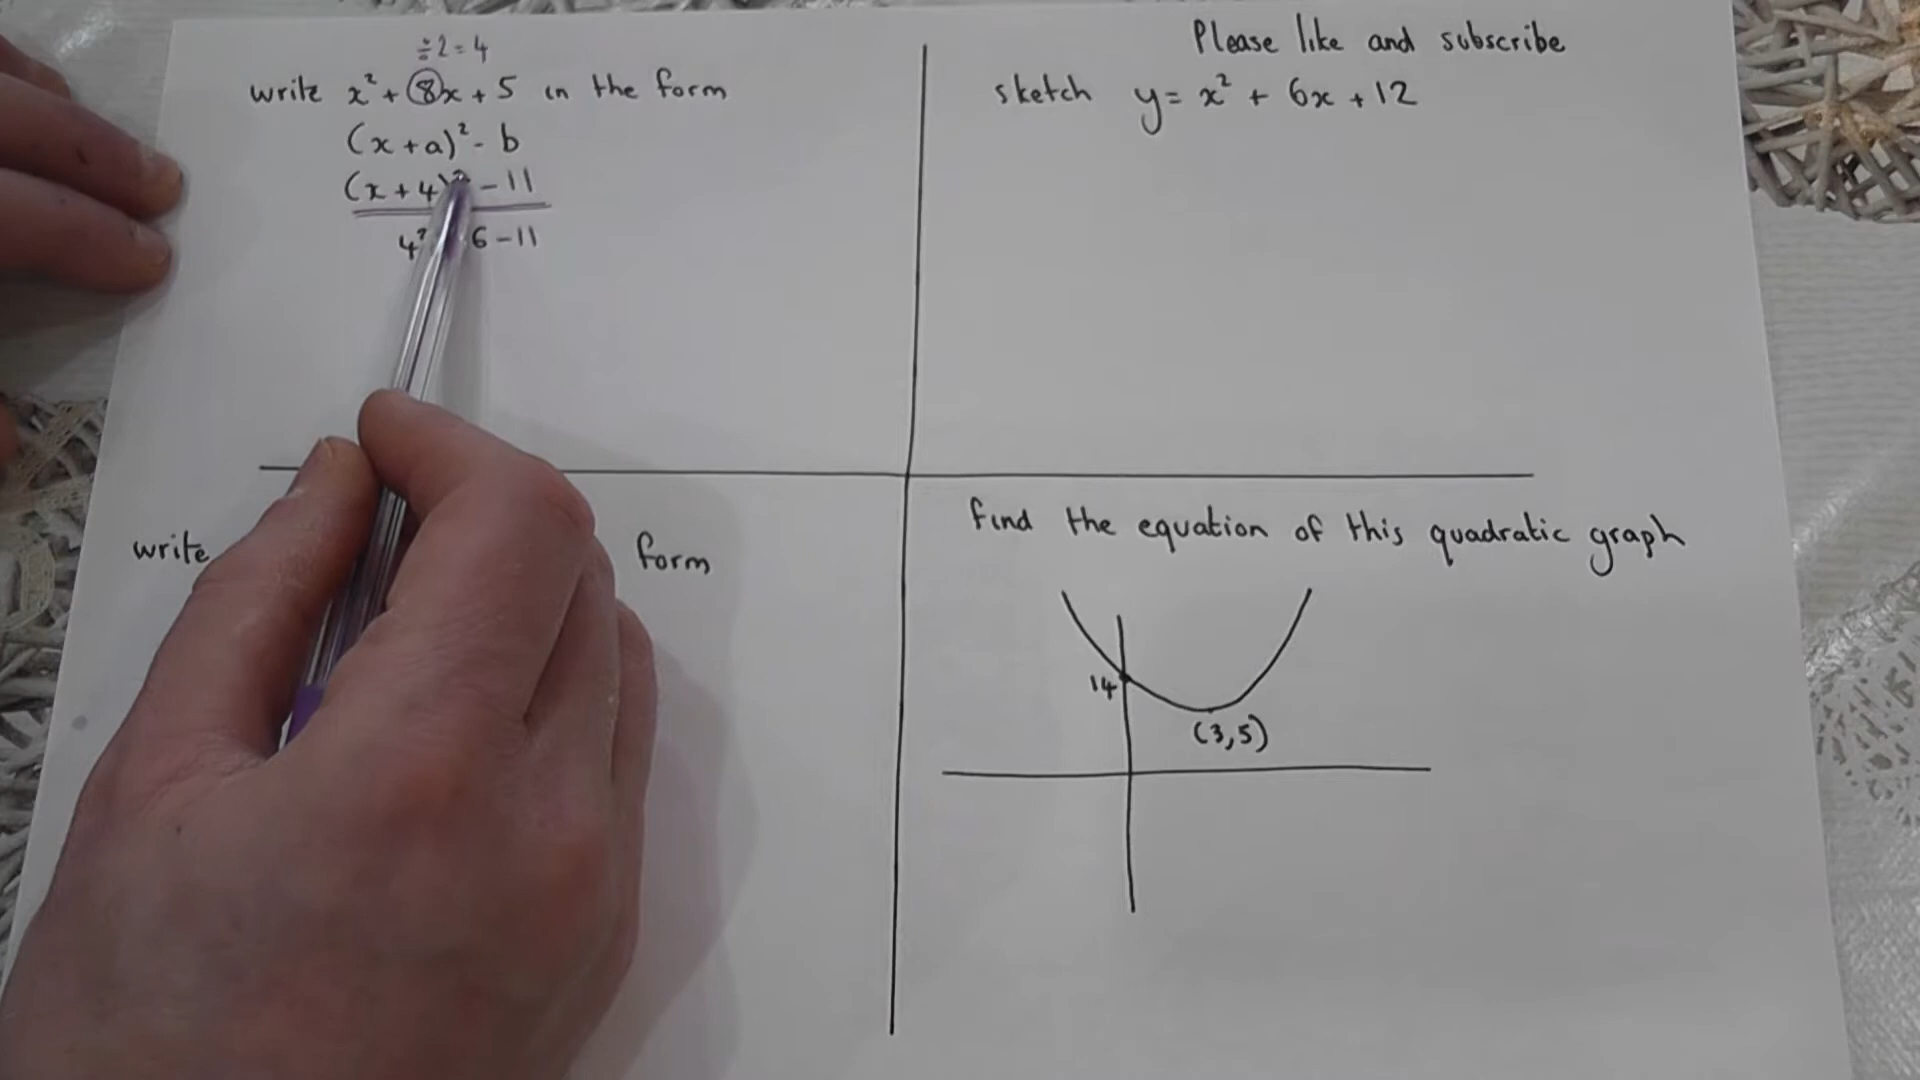 ÷2=4
write x² + 8x + 5 in the form
(x + a)² - b
(x + 4)² - 11
4² 6 - 11
Please like and subscribe
sketch y = x² + 6x + 12
write form
find the equation of this quadratic graph
14
(3,5)